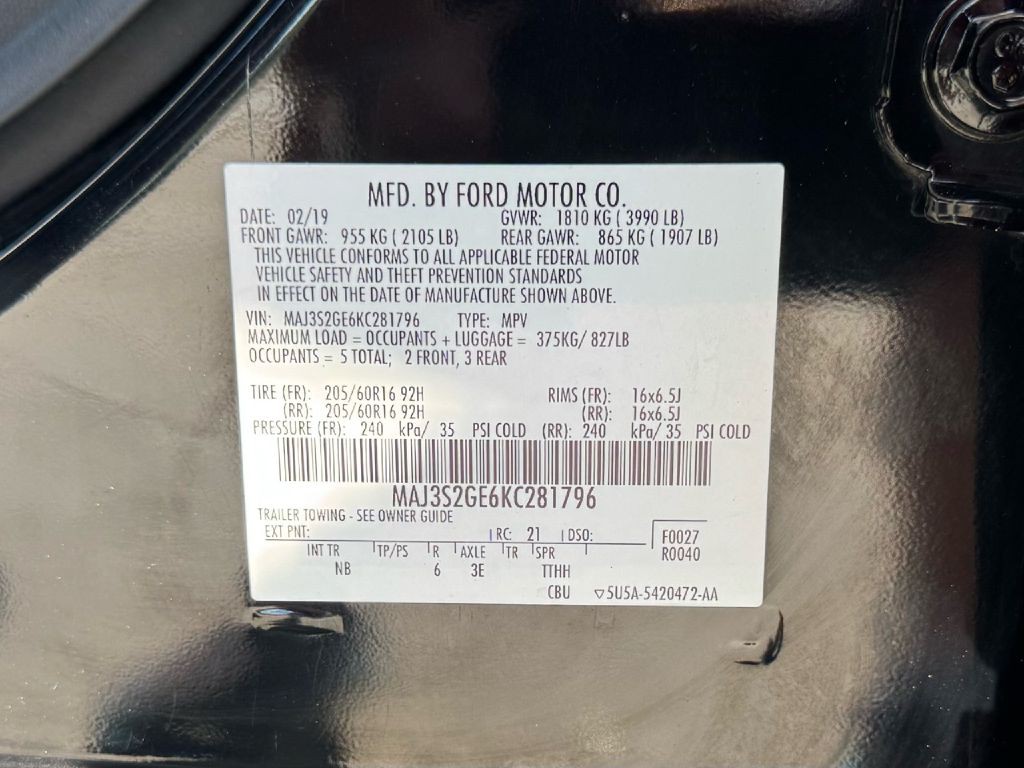 MFD. BY FORD MOTOR CO.
DATE: 02/19 GVWR: 1810 KG ( 3990 LB)
FRONT GAWR: 955 KG ( 2105 LB) REAR GAWR: 865 KG ( 1907 LB)
THIS VEHICLE CONFORMS TO ALL APPLICABLE FEDERAL MOTOR
VEHICLE SAFETY AND THEFT PREVENTION STANDARDS
IN EFFECT ON THE DATE OF MANUFACTURE SHOWN ABOVE.
VIN: MAJ3S2GE6KC281796 TYPE: MPV
MAXIMUM LOAD = OCCUPANTS + LUGGAGE = 375KG/ 827LB
OCCUPANTS = 5 TOTAL; 2 FRONT, 3 REAR
TIRE (FR): 205/60R16 92H RIMS (FR): 16x6.5J
(RR): 205/60R16 92H (RR): 16x6.5J
PRESSURE (FR): 240 kPa/ 35 PSI COLD (RR): 240 kPa/ 35 PSI COLD
MAJ3S2GE6KC281796
TRAILER TOWING - SEE OWNER GUIDE
EXT PNT: RC: 21 DSO: F0027
R0040
INT TR TP/PS R AXLE TR SPR
NB 6 3E TTHH
CBU 5U5A-5420472-AA